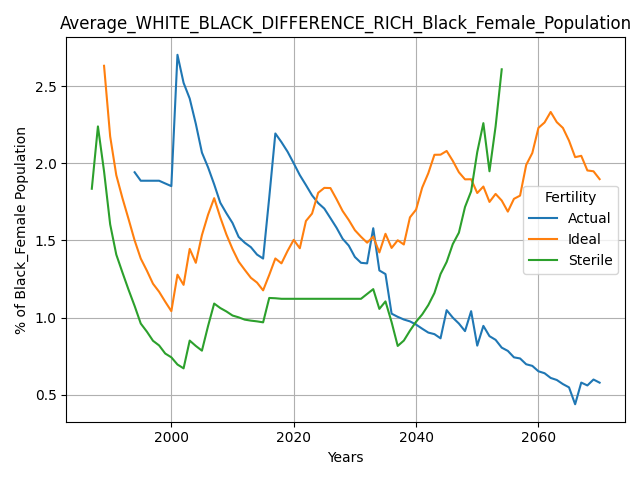 Average_WHITE_BLACK_DIFFERENCE_RICH_Black_Female_Population
% of Black_Female Population
2.5
2.0
1.5
1.0
0.5
Fertility
Actual
Ideal
Sterile
2000
2020
2040
2060
Years